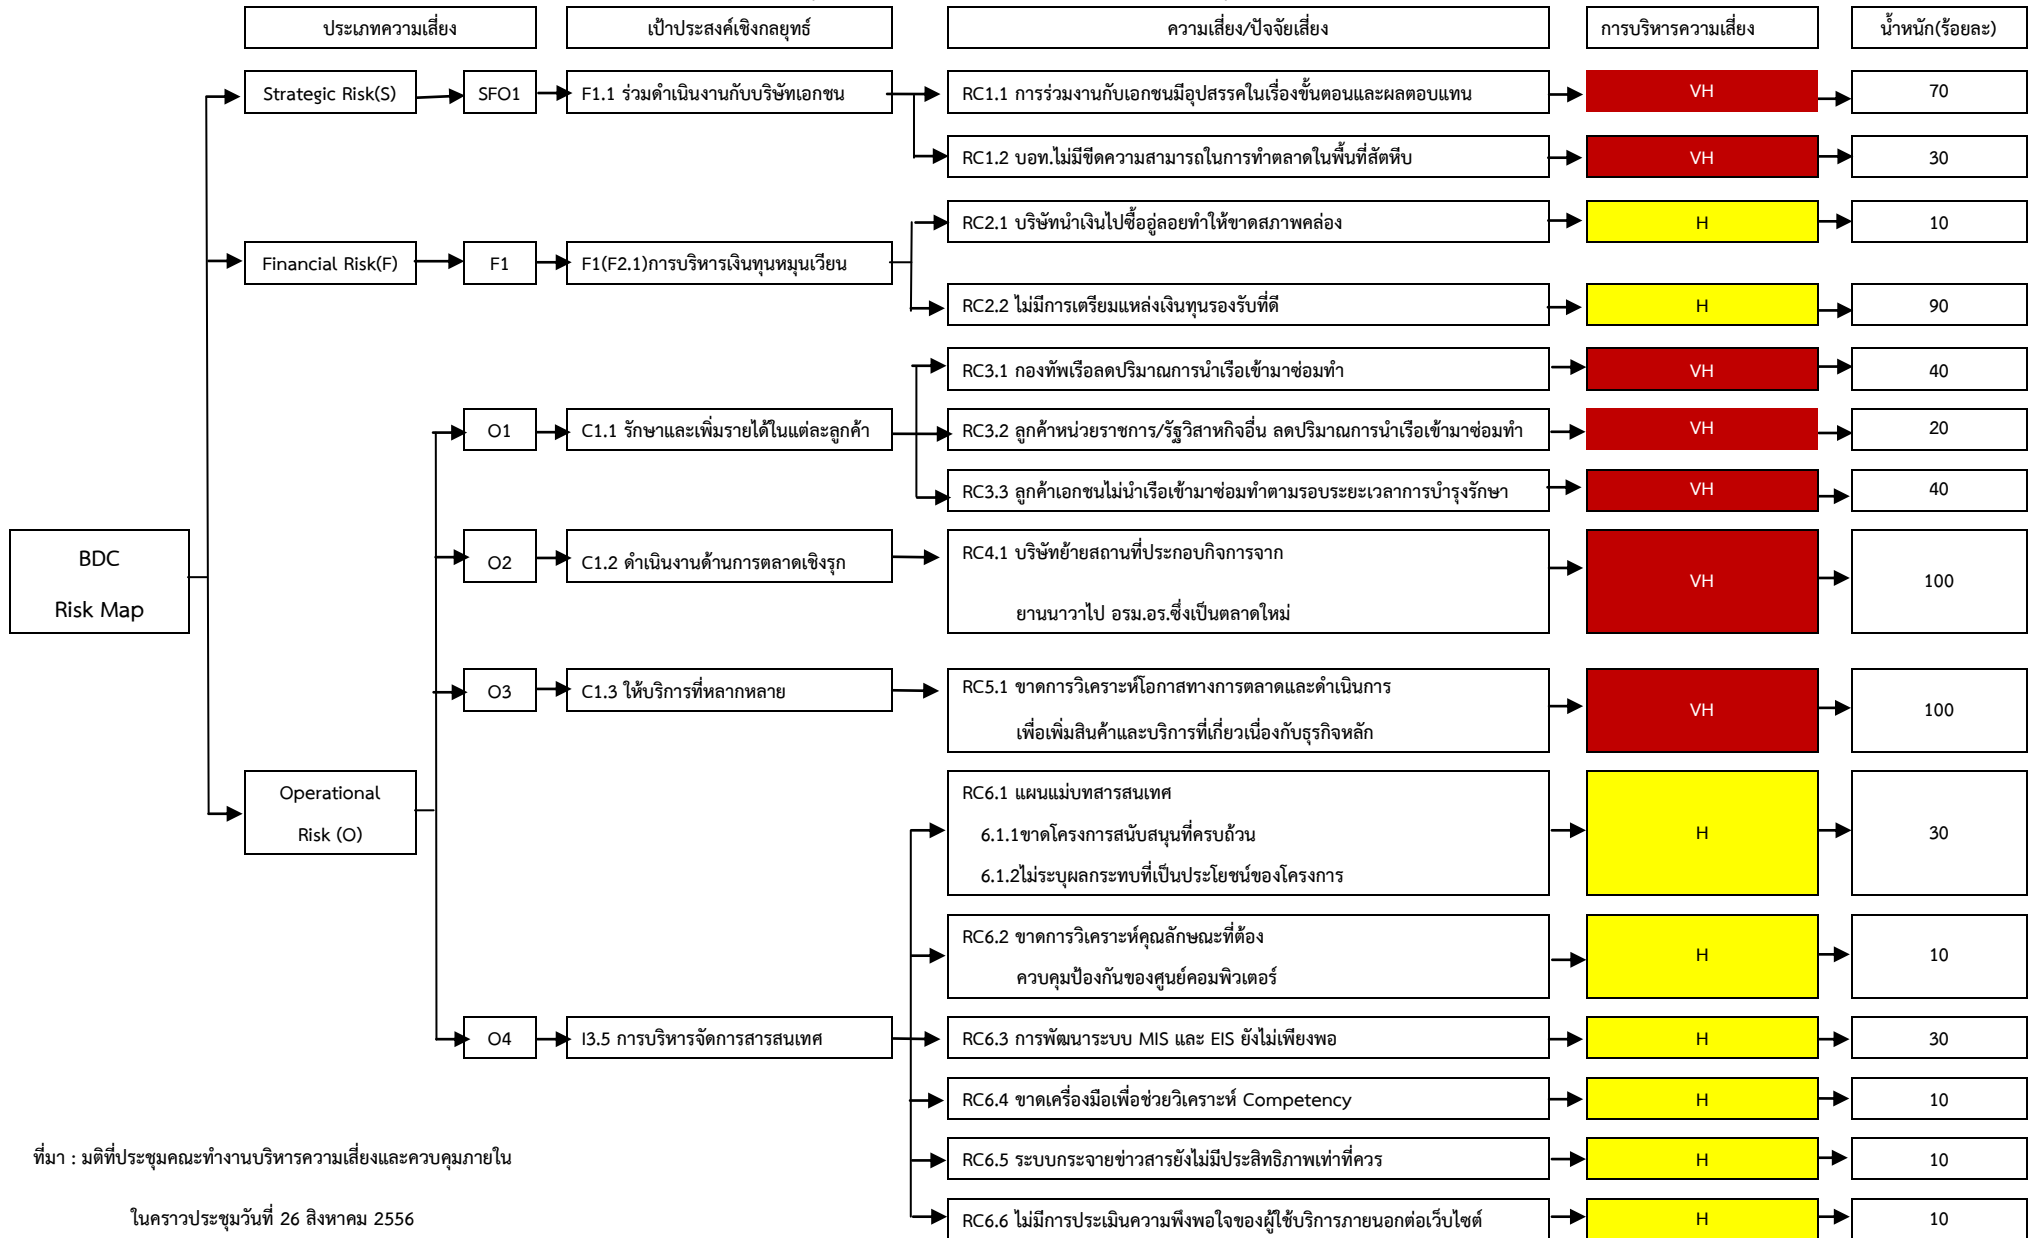 ประเภทความเสี่ยง
เป้าประสงค์เชิงกลยุทธ์
ความเสี่ยง/ปัจจัยเสี่ยง
การบริหารความเสี่ยง
น้ำหนัก(ร้อยละ)
Strategic Risk(S)
SFO1
F1.1 ร่วมดำเนินงานกับบริษัทเอกชน
RC1.1 การร่วมงานกับเอกชนมีอุปสรรคในเรื่องขั้นตอนและผลตอบแทน
VH
70
RC1.2 บอท.ไม่มีขีดความสามารถในการทำตลาดในพื้นที่สัตหีบ
VH
30
Financial Risk(F)
F1
F1(F2.1)การบริหารเงินทุนหมุนเวียน
RC2.1 บริษัทนำเงินไปซื้ออู่ลอยทำให้ขาดสภาพคล่อง
H
10
RC2.2 ไม่มีการเตรียมแหล่งเงินทุนรองรับที่ดี
H
90
BDC
Risk Map
Operational
Risk (O)
O1
C1.1 รักษาและเพิ่มรายได้ในแต่ละลูกค้า
RC3.1 กองทัพเรือลดปริมาณการนำเรือเข้ามาซ่อมทำ
VH
40
RC3.2 ลูกค้าหน่วยราชการ/รัฐวิสาหกิจอื่น ลดปริมาณการนำเรือเข้ามาซ่อมทำ
VH
20
RC3.3 ลูกค้าเอกชนไม่นำเรือเข้ามาซ่อมทำตามรอบระยะเวลาการบำรุงรักษา
VH
40
O2
C1.2 ดำเนินงานด้านการตลาดเชิงรุก
RC4.1 บริษัทย้ายสถานที่ประกอบกิจการจาก
ยานนาวาไป อรม.อร.ซึ่งเป็นตลาดใหม่
VH
100
O3
C1.3 ให้บริการที่หลากหลาย
RC5.1 ขาดการวิเคราะห์โอกาสทางการตลาดและดำเนินการ
เพื่อเพิ่มสินค้าและบริการที่เกี่ยวเนื่องกับธุรกิจหลัก
VH
100
O4
I3.5 การบริหารจัดการสารสนเทศ
RC6.1 แผนแม่บทสารสนเทศ
6.1.1ขาดโครงการสนับสนุนที่ครบถ้วน
6.1.2ไม่ระบุผลกระทบที่เป็นประโยชน์ของโครงการ
H
30
RC6.2 ขาดการวิเคราะห์คุณลักษณะที่ต้อง
ควบคุมป้องกันของศูนย์คอมพิวเตอร์
H
10
RC6.3 การพัฒนาระบบ MIS และ EIS ยังไม่เพียงพอ
H
30
RC6.4 ขาดเครื่องมือเพื่อช่วยวิเคราะห์ Competency
H
10
RC6.5 ระบบกระจายข่าวสารยังไม่มีประสิทธิภาพเท่าที่ควร
H
10
RC6.6 ไม่มีการประเมินความพึงพอใจของผู้ใช้บริการภายนอกต่อเว็บไซต์
H
10
ที่มา : มติที่ประชุมคณะทำงานบริหารความเสี่ยงและควบคุมภายใน
ในคราวประชุมวันที่ 26 สิงหาคม 2556